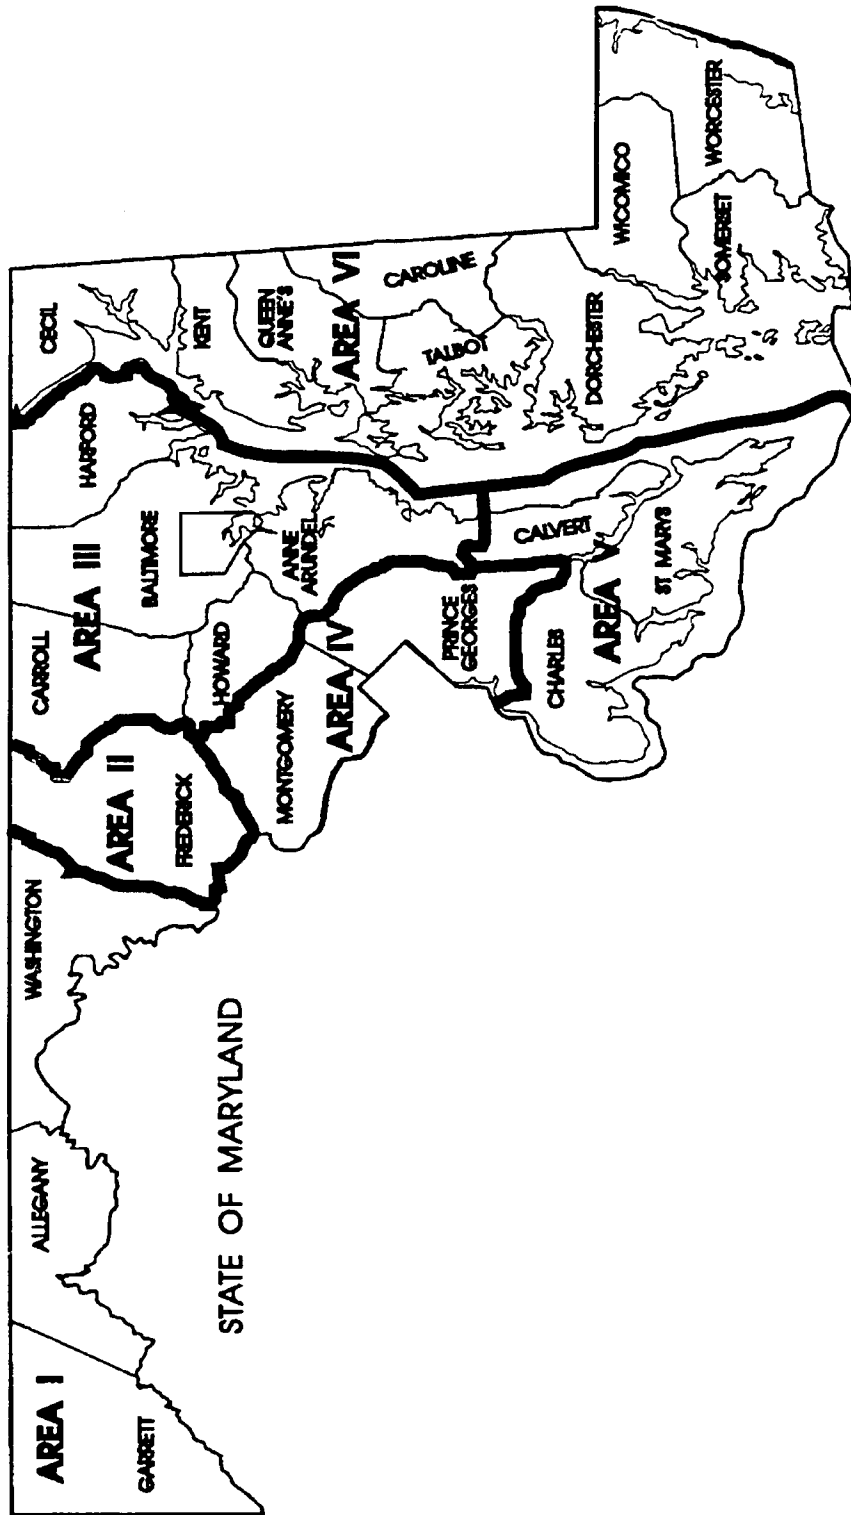 AREA I
GARRETT
ALLEGANY
WASHINGTON
AREA II
FREDERICK
CARROLL
AREA III
BALTIMORE
HARFORD
HOWARD
ANNE
ARUNDEL
MONTGOMERY
AREA IV
PRINCE
GEORGES
CHARLES
AREA V
CALVERT
ST MARYS
CECIL
KENT
QUEEN
ANNE'S
AREA VI
TALBOT
CAROLINE
DORCHESTER
WICOMICO
SOMERSET
WORCESTER
STATE OF MARYLAND